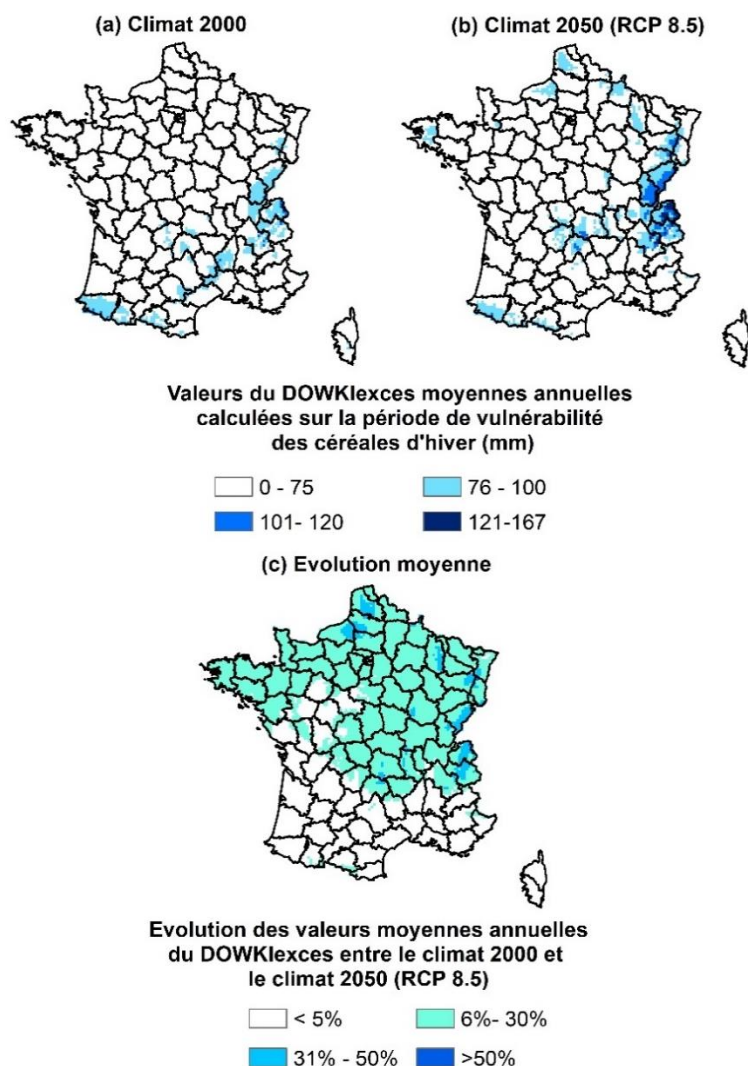 (a) Climat 2000
(b) Climat 2050 (RCP 8.5)
Valeurs du DOWKIexces moyennes annuelles
calculées sur la période de vulnérabilité
des céréales d'hiver (mm)
0 - 75
76 - 100
101- 120
121-167
(c) Evolution moyenne
Evolution des valeurs moyennes annuelles
du DOWKIexces entre le climat 2000 et
le climat 2050 (RCP 8.5)
< 5%
6%- 30%
31% - 50%
>50%